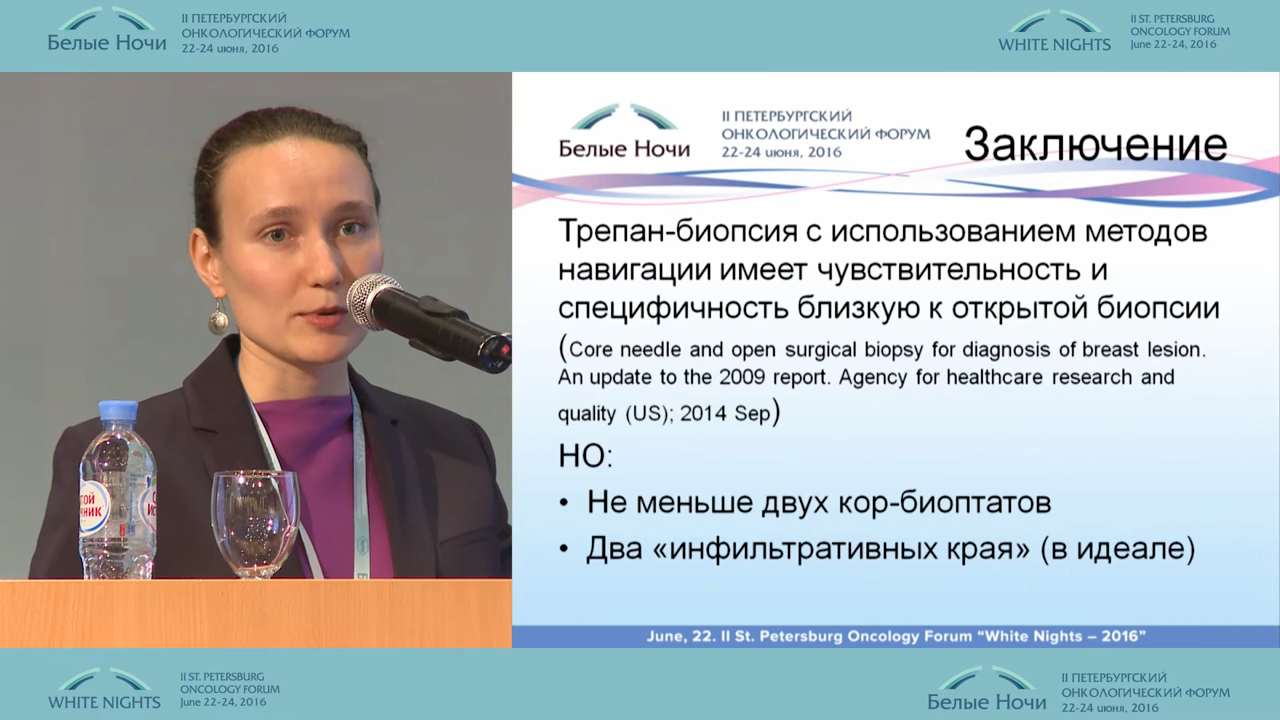 Белые Ночи
II ПЕТЕРБУРГСКИЙ
ОНКОЛОГИЧЕСКИЙ ФОРУМ
22-24 июня, 2016
WHITE NIGHTS
II ST. PETERSBURG
ONCOLOGY FORUM
June 22-24, 2016
Белые Ночи
II ПЕТЕРБУРГСКИЙ
ОНКОЛОГИЧЕСКИЙ ФОРУМ
22-24 июня, 2016
Заключение
Трепан-биопсия с использованием методов
навигации имеет чувствительность и
специфичность близкую к открытой биопсии
(Core needle and open surgical biopsy for diagnosis of breast lesion.
An update to the 2009 report. Agency for healthcare research and
quality (US); 2014 Sep)
НО:
• Не меньше двух кор-биоптатов
• Два «инфильтративных края» (в идеале)
June, 22. II St. Petersburg Oncology Forum “White Nights – 2016”
WHITE NIGHTS
II ST. PETERSBURG
ONCOLOGY FORUM
June 22-24, 2016
Белые Ночи
II ПЕТЕРБУРГСКИЙ
ОНКОЛОГИЧЕСКИЙ ФОРУМ
22-24 июня, 2016